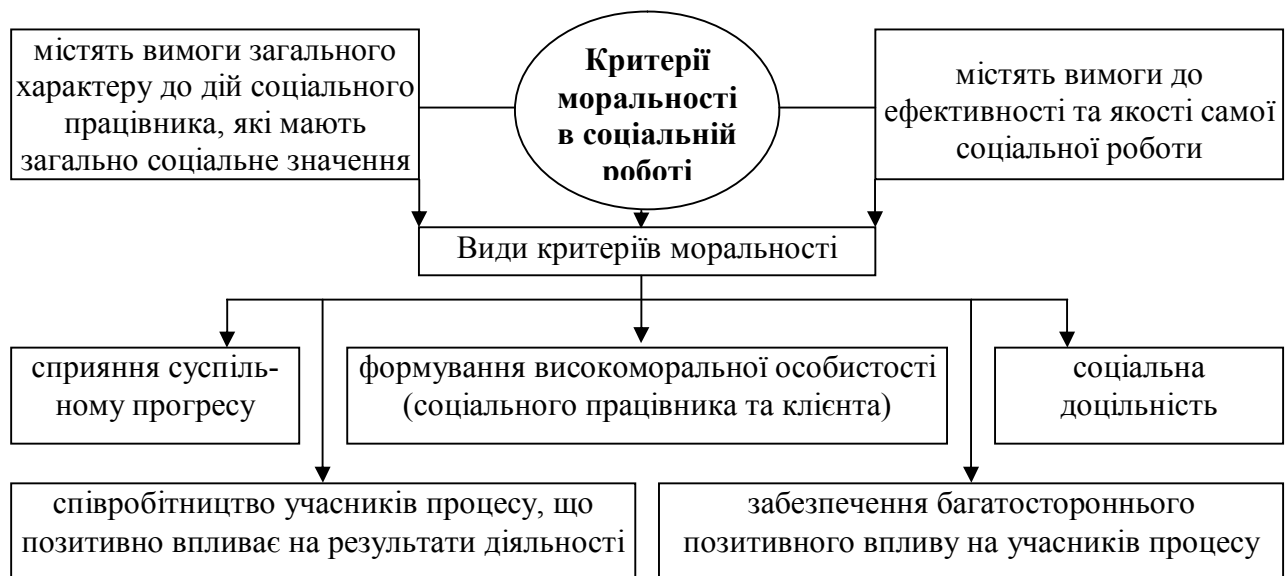 містять вимоги загального
характеру до дій соціального
працівника, які мають
загально соціальне значення
Критерії
моральності
в соціальній
роботі
містять вимоги до
ефективності та якості самої
соціальної роботи
Види критеріїв моральності
сприяння суспіль-
ному прогресу
формування високоморальної особистості
(соціального працівника та клієнта)
соціальна
доцільність
співробітництво учасників процесу, що
позитивно впливає на результати діяльності
забезпечення багатостороннього
позитивного впливу на учасників процесу